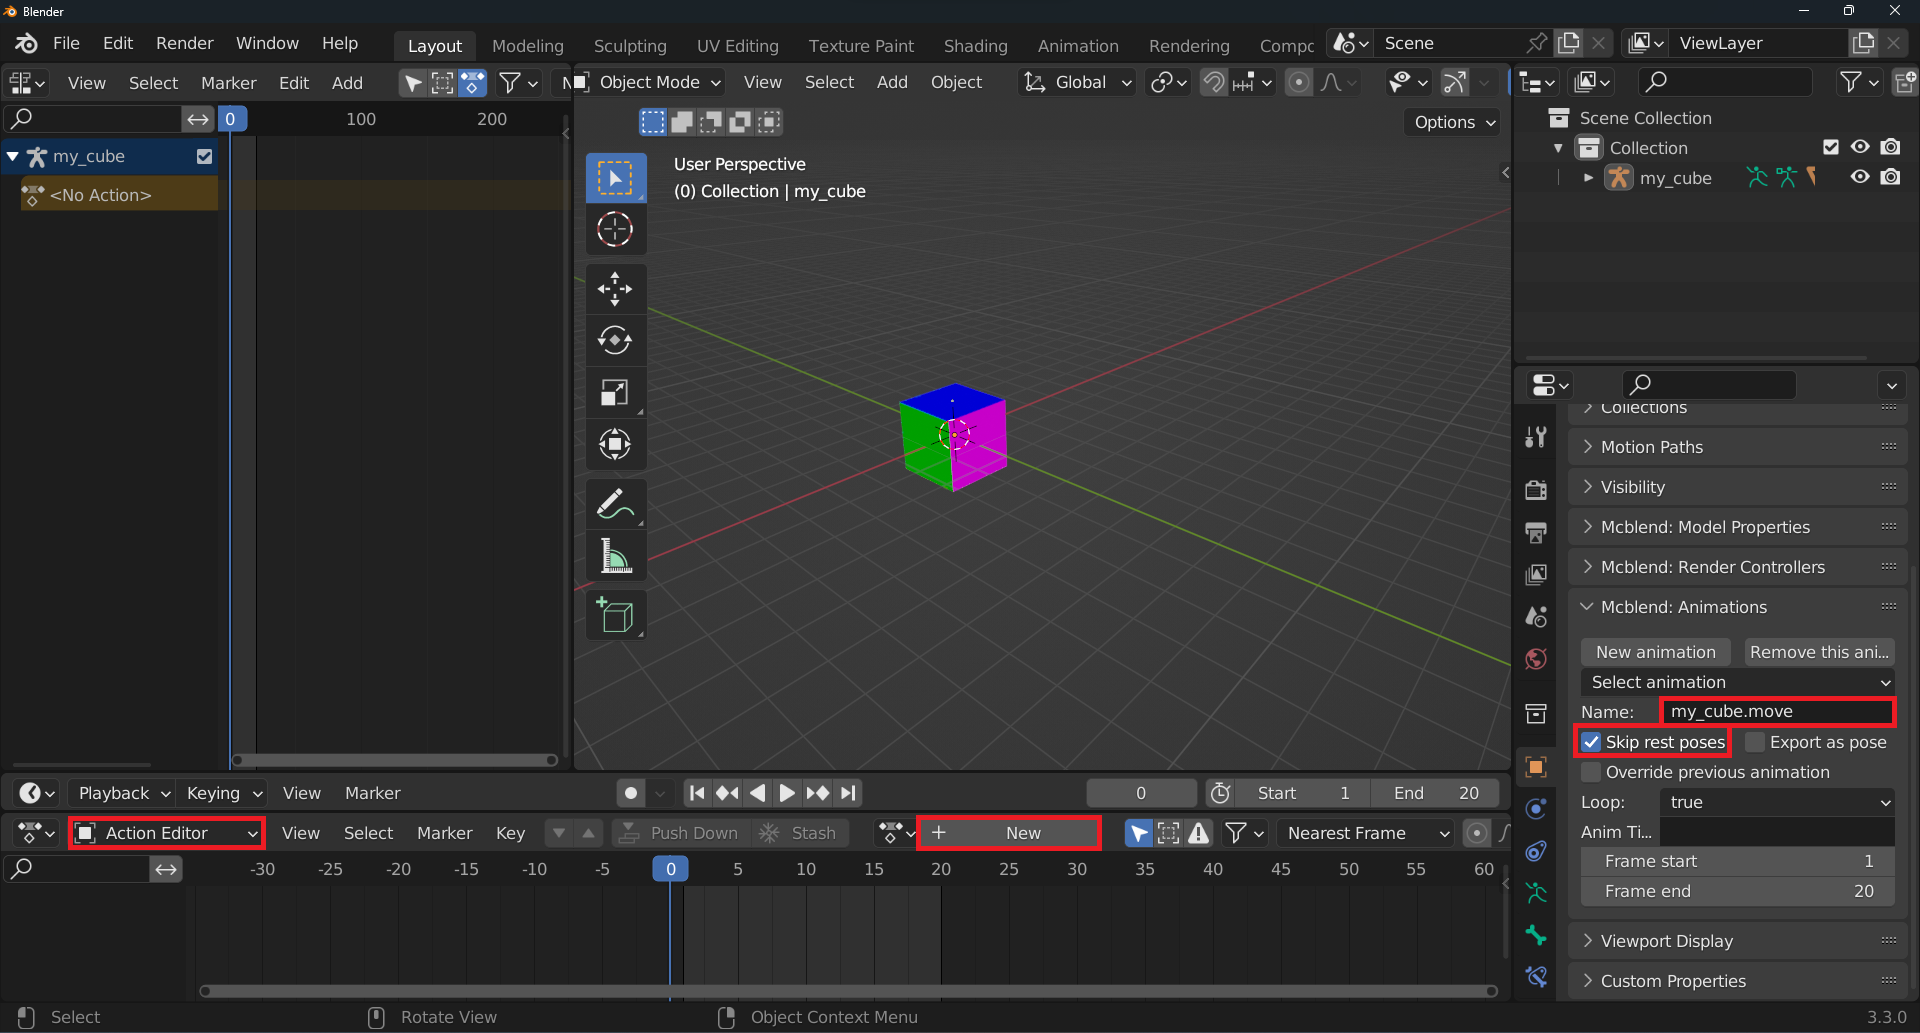 Blender
File Edit Render Window Help Layout Modeling Sculpting UV Editing Texture Paint Shading Animation Rendering Compc Scene ViewLayer
View Select Marker Edit Add N
Object Mode View Select Add Object Global
0 100 200
Options
my_cube
<No Action>
User Perspective
(0) Collection | my_cube
Scene Collection
Collection
my_cube
Collections
Motion Paths
Visibility
Mcblend: Model Properties
Mcblend: Render Controllers
Mcblend: Animations
New animation Remove this ani...
Select animation
Name: my_cube.move
Skip rest poses Export as pose
Override previous animation
Loop: true
Anim Ti...
Frame start 1
Frame end 20
Viewport Display
Custom Properties
Playback Keying View Marker 0 Start 1 End 20
Action Editor View Select Marker Key Push Down Stash New Nearest Frame
-30 -25 -20 -15 -10 -5 0 5 10 15 20 25 30 35 40 45 50 55 60
Select Rotate View Object Context Menu 3.3.0